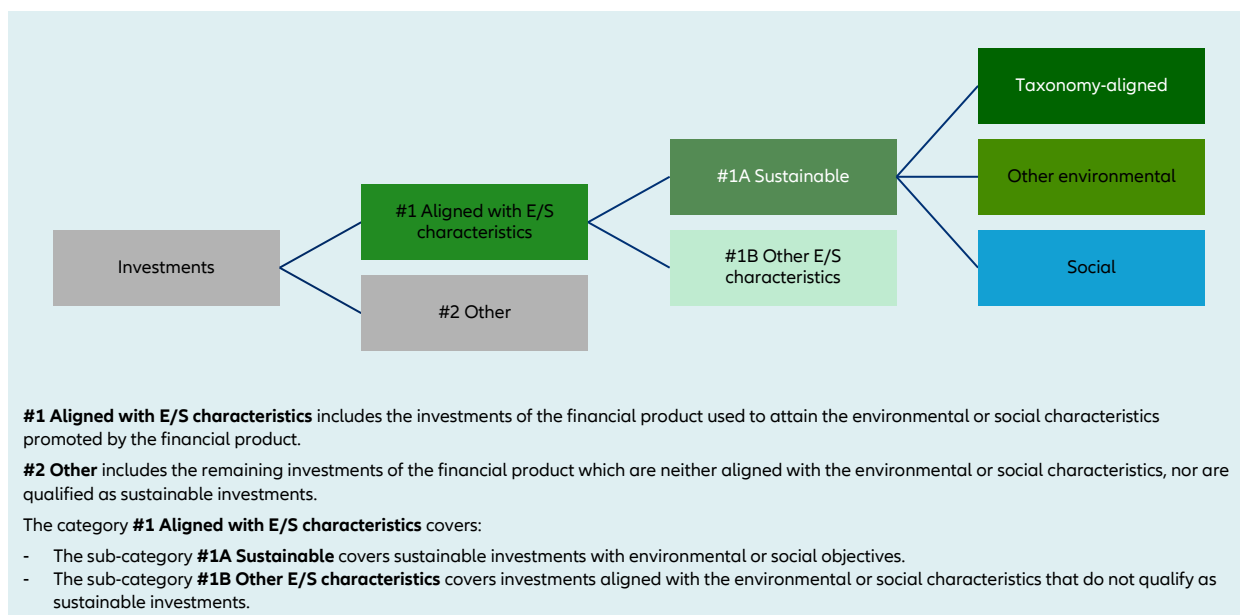 Taxonomy-aligned
#1A Sustainable
Other environmental
#1 Aligned with E/S
characteristics
Investments
#1B Other E/S
characteristics
Social
#2 Other
#1 Aligned with E/S characteristics includes the investments of the financial product used to attain the environmental or social characteristics
promoted by the financial product.
#2 Other includes the remaining investments of the financial product which are neither aligned with the environmental or social characteristics, nor are
qualified as sustainable investments.
The category #1 Aligned with E/S characteristics covers:
- The sub-category #1A Sustainable covers sustainable investments with environmental or social objectives.
- The sub-category #1B Other E/S characteristics covers investments aligned with the environmental or social characteristics that do not qualify as
sustainable investments.